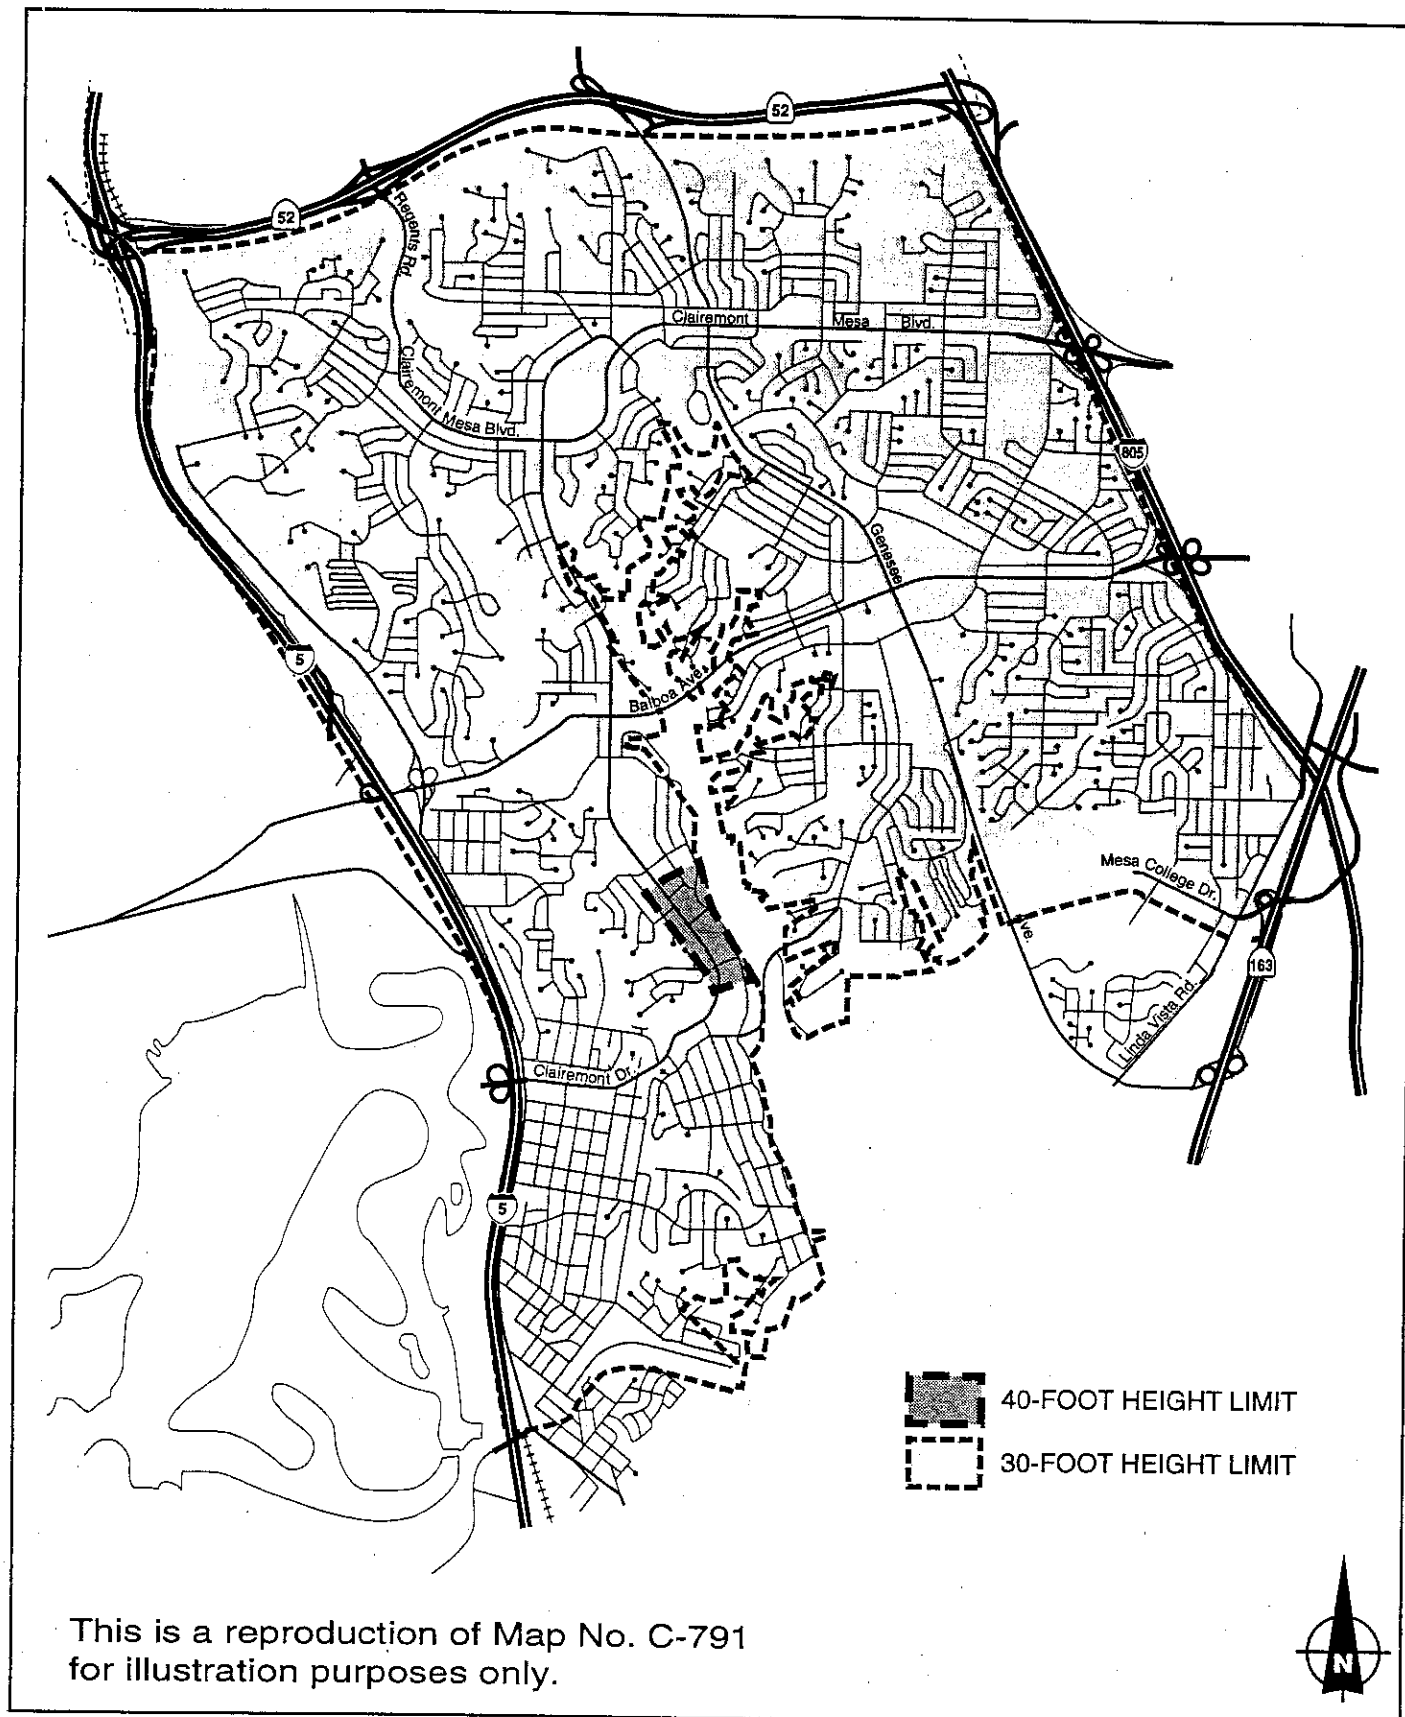 52
52
Regents Rd.
Clairemont Mesa Blvd.
Clairemont Mesa Blvd.
805
Genesee
Ave.
5
Balboa Ave.
Mesa College Dr.
163
Linda Vista Rd.
Clairemont Dr.
5
40-FOOT HEIGHT LIMIT
30-FOOT HEIGHT LIMIT
This is a reproduction of Map No. C-791
for illustration purposes only.
N